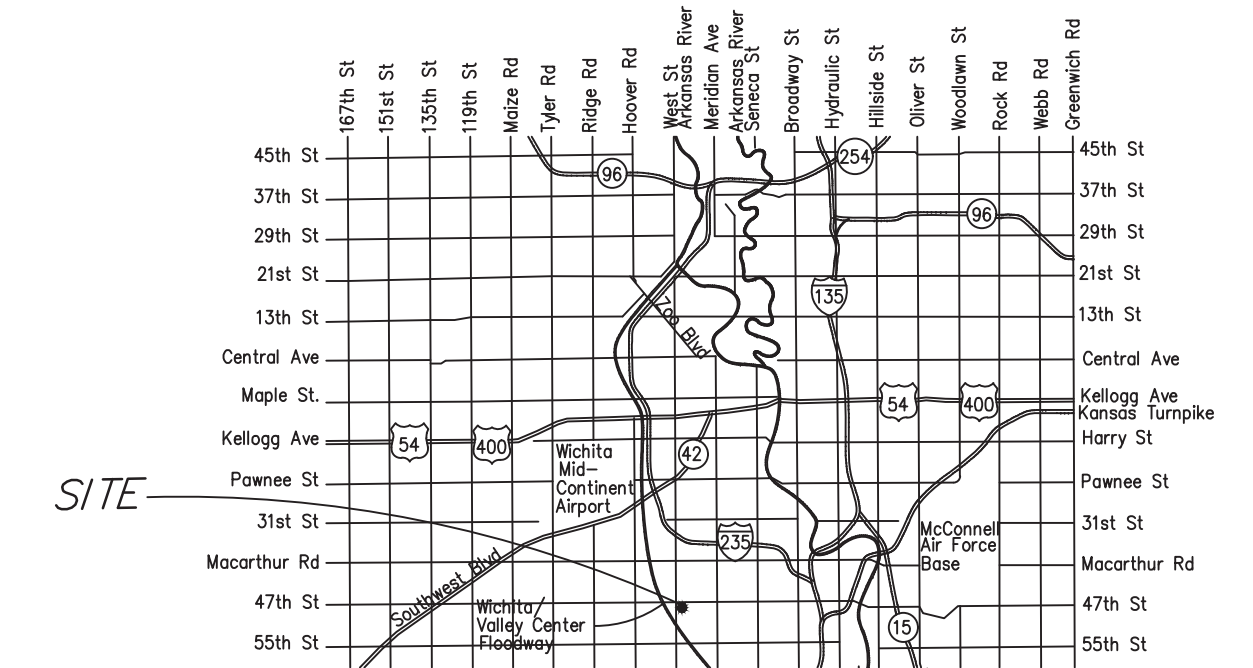 167th St
151st St
135th St
119th St
Maize Rd
Tyler Rd
Ridge Rd
Hoover Rd
West St
Arkansas River
Meridian Ave
Arkansas River
Seneca St
Broadway St
Hydraulic St
Hillside St
Oliver St
Woodlawn St
Rock Rd
Webb Rd
Greenwich Rd
45th St
254
45th St
96
37th St
37th St
96
29th St
29th St
21st St
21st St
135
13th St
13th St
Zoo Blvd
Central Ave
Central Ave
Maple St.
54
400
Kellogg Ave
Kansas Turnpike
Kellogg Ave
54
400
Harry St
Wichita
Mid-
Continent
Airport
42
Pawnee St
Pawnee St
SITE
31st St
31st St
235
McConnell
Air Force
Base
Macarthur Rd
Macarthur Rd
Southwest Blvd
47th St
47th St
Wichita/
Valley Center
Floodway
15
55th St
55th St